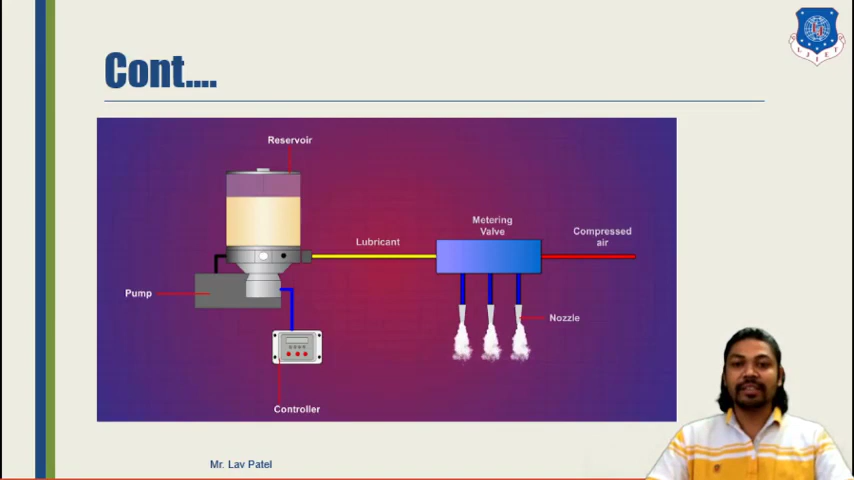 Cont....
Reservoir
Metering
Valve
Compressed
air
Lubricant
Pump
Nozzle
Controller
Mr. Lav Patel